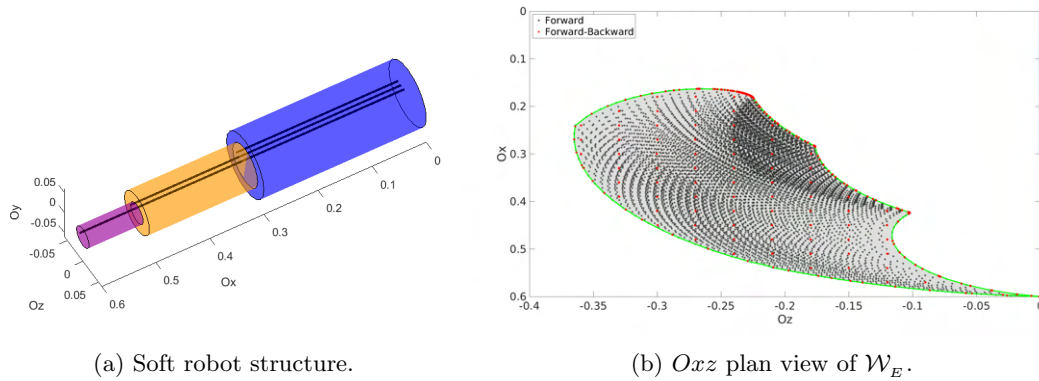 0.05
0
-0.05
Oy
-0.05
0
0.05
Oz
0.6
0.5
0.4
0.3
0.2
0.1
0
Ox
(a) Soft robot structure.
Forward
Forward-Backward
0
0.1
0.2
0.3
0.4
0.5
0.6
Ox
-0.4 -0.35 -0.3 -0.25 -0.2 -0.15 -0.1 -0.05 0
Oz
(b) Oxz plan view of 𝒲_E.